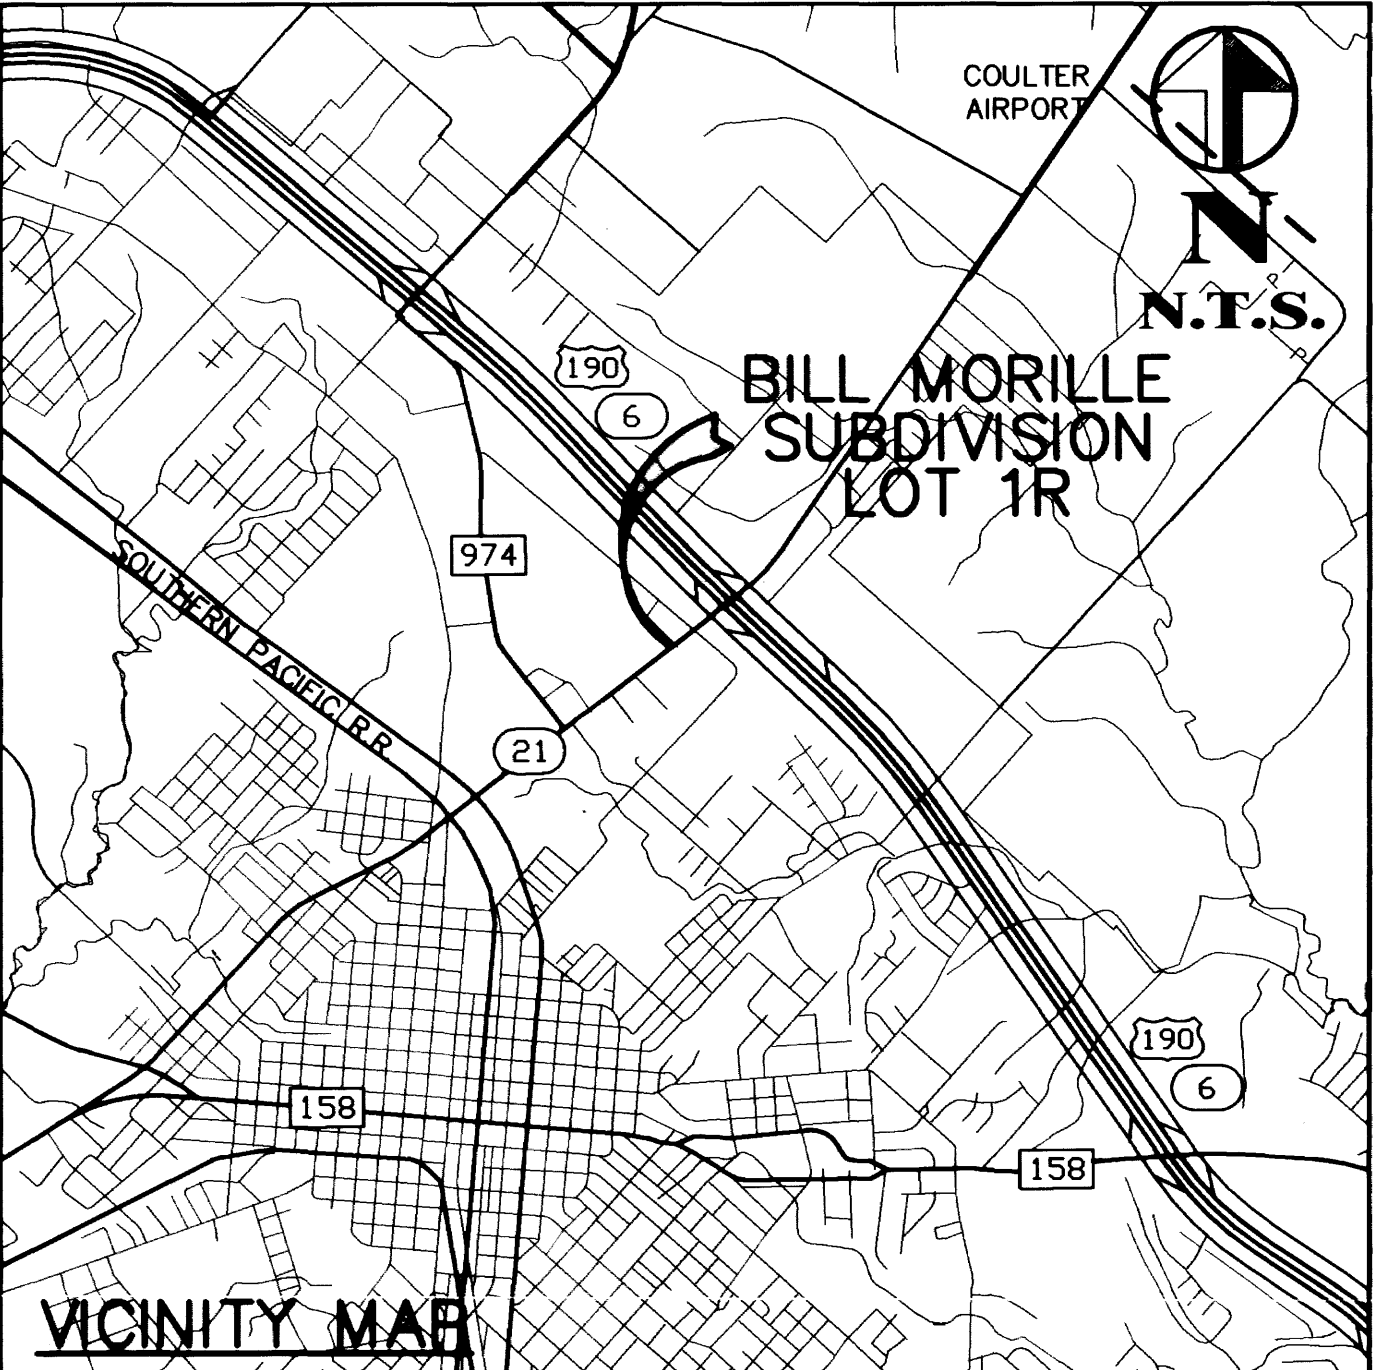 COULTER
AIRPORT
N
N.T.S.
190
6
BILL MORILLE
SUBDIVISION
LOT 1R
974
SOUTHERN PACIFIC R.R.
21
190
6
158
158
VICINITY MAP
P
P